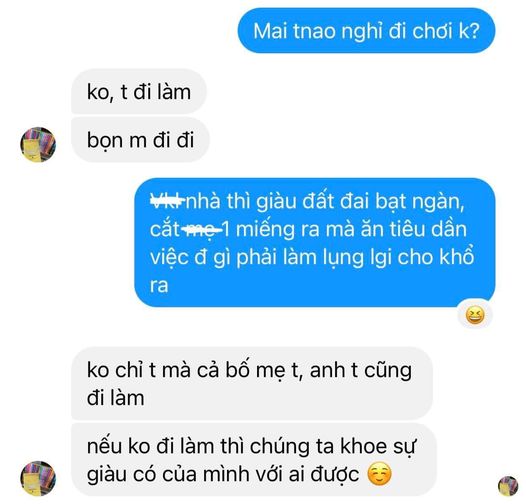 Mai tnao nghỉ đi chơi k?
ko, t đi làm
bọn m đi đi
Vkl nhà thì giàu đất đai bạt ngàn,
cắt mẹ 1 miếng ra mà ăn tiêu dần
việc đ gì phải làm lụng lgi cho khổ
ra
ko chỉ t mà cả bố mẹ t, anh t cũng
đi làm
nếu ko đi làm thì chúng ta khoe sự
giàu có của mình với ai được ☺️